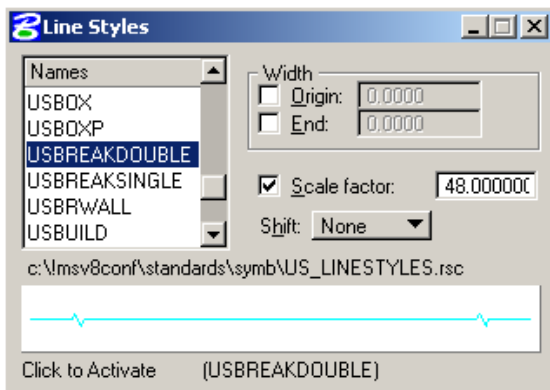 Line Styles
Names
USBOX
USBOXP
USBREAKDOUBLE
USBREAKSINGLE
USBRWALL
USBUILD
Width
Origin: 0.0000
End: 0.0000
Scale factor: 48.000000
Shift: None
c:\!msv8conf\standards\symb\US_LINESTYLES.rsc
Click to Activate (USBREAKDOUBLE)